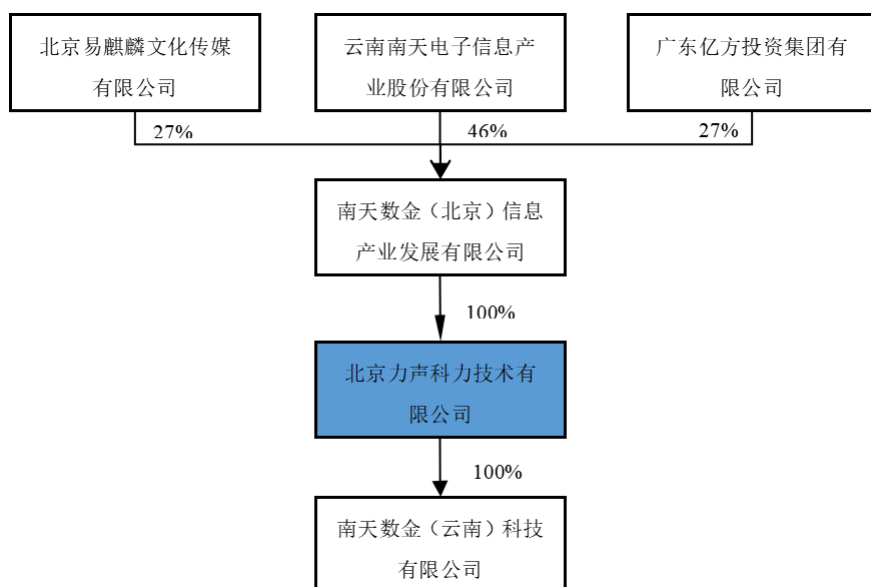 北京易麒麟文化传媒
有限公司
云南南天电子信息产
业股份有限公司
广东亿方投资集团有
限公司
27%
46%
27%
南天数金（北京）信息
产业发展有限公司
100%
北京力声科力技术有
限公司
100%
南天数金（云南）科技
有限公司